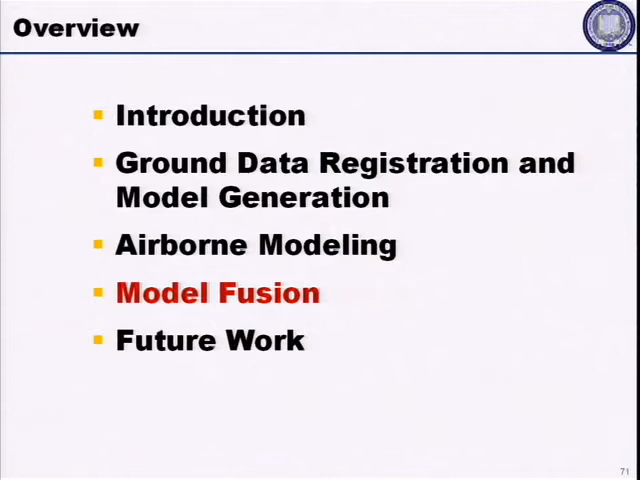 Overview
Introduction
Ground Data Registration and
Model Generation
Airborne Modeling
Model Fusion
Future Work
71